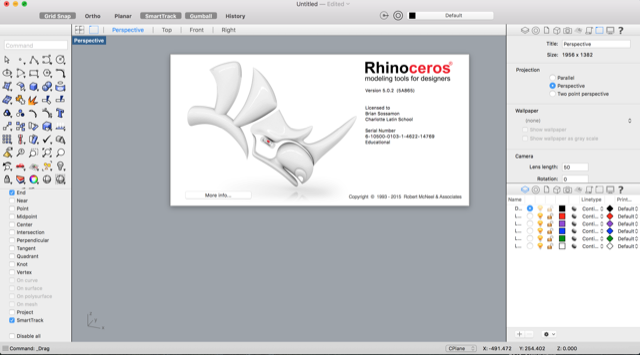 Untitled — Edited
Grid Snap Ortho Planar SmartTrack Gumball History
Default
Perspective Top Front Right
Command
Perspective
Rhinoceros®
modeling tools for designers
Version 5.0.2 (5A865)
Licensed to
Brian Sossamon
Charlotte Latin School
Serial Number
Educational
More Info...
Copyright © 1993 - 2015 Robert McNeel & Associates
Title: Perspective
Size: 1956 x 1382
Projection
Parallel
Perspective
Two point perspective
Wallpaper
(none)
Show wallpaper
Show wallpaper as gray scale
Camera
Lens length: 50
Rotation: 0
Name Linetype Print...
D... Conti... Default
L... Conti... Default
L... Conti... Default
L... Conti... Default
L... Conti... Default
L... Conti... Default
End
Near
Point
Midpoint
Center
Intersection
Perpendicular
Tangent
Quadrant
Knot
Vertex
On curve
On surface
On polysurface
On mesh
Project
SmartTrack
Disable all
Command: _Drag
CPlane X: -491.472 Y: 254.402 Z: 0.000